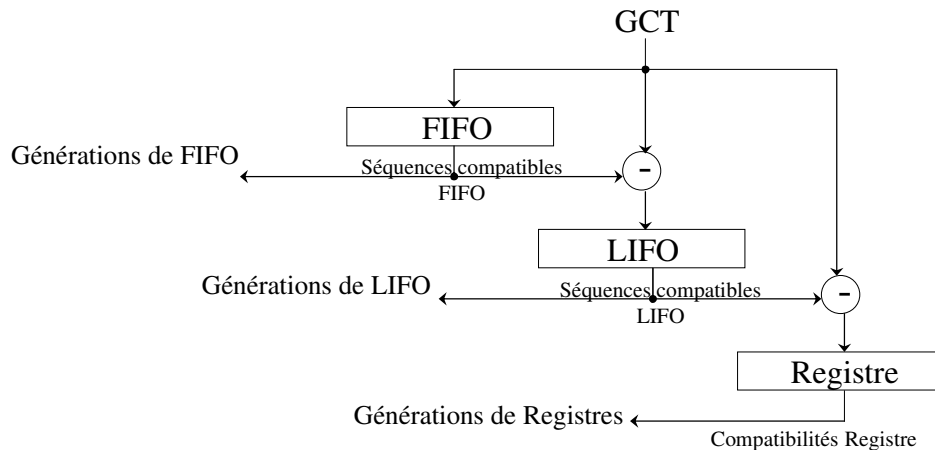 GCT
FIFO
Générations de FIFO
Séquences compatibles
FIFO
-
LIFO
Générations de LIFO
Séquences compatibles
LIFO
-
Registre
Générations de Registres
Compatibilités Registre